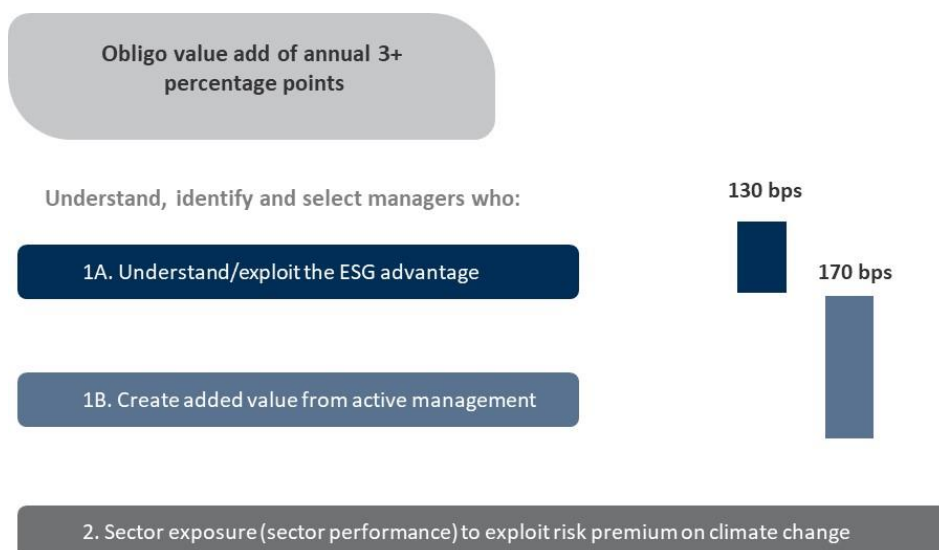 Obligo value add of annual 3+
percentage points
Understand, identify and select managers who:
130 bps
1A. Understand/exploit the ESG advantage
170 bps
1B. Create added value from active management
2. Sector exposure (sector performance) to exploit risk premium on climate change